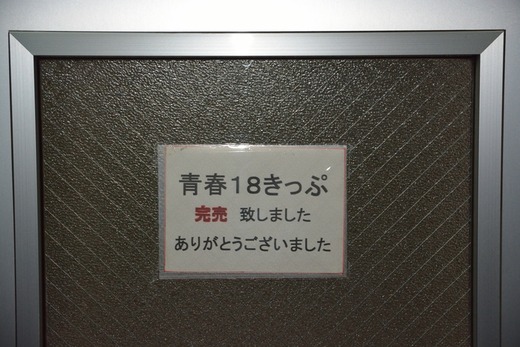 青春18きっぷ
完売 致しました
ありがとうございました